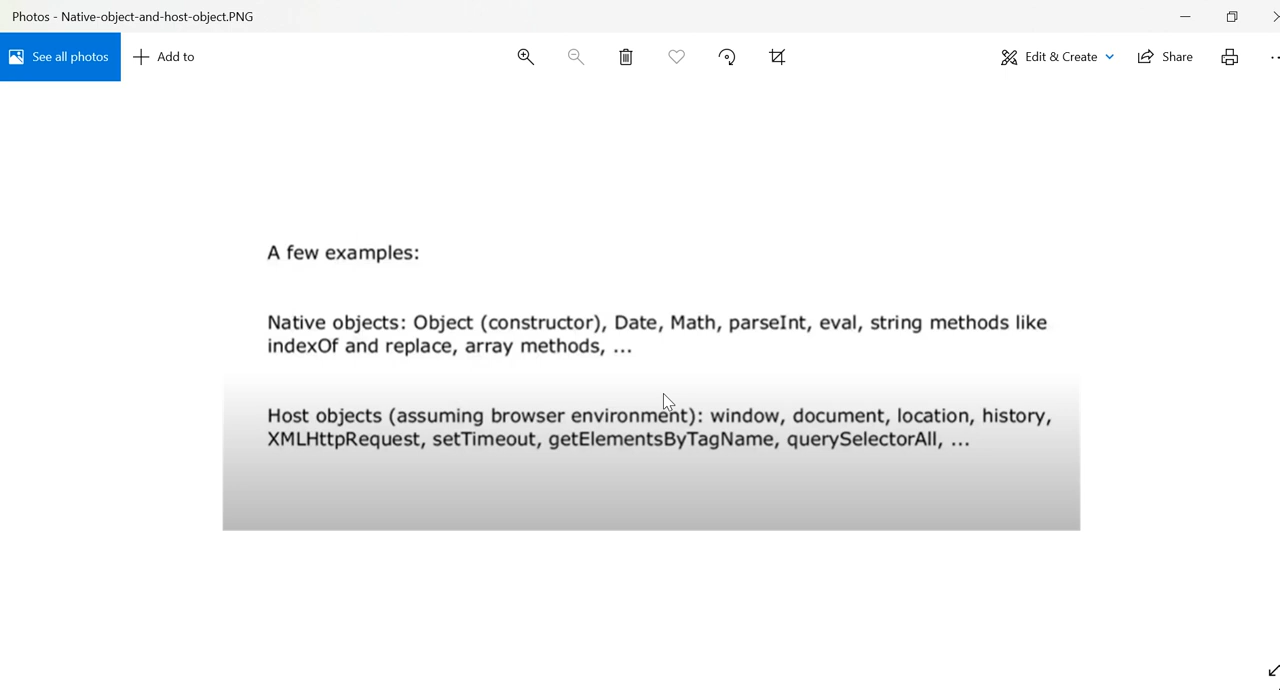 Photos - Native-object-and-host-object.PNG
See all photos
Add to
Edit & Create
Share
A few examples:
Native objects: Object (constructor), Date, Math, parseInt, eval, string methods like
indexOf and replace, array methods, ...
Host objects (assuming browser environment): window, document, location, history,
XMLHttpRequest, setTimeout, getElementsByTagName, querySelectorAll, ...